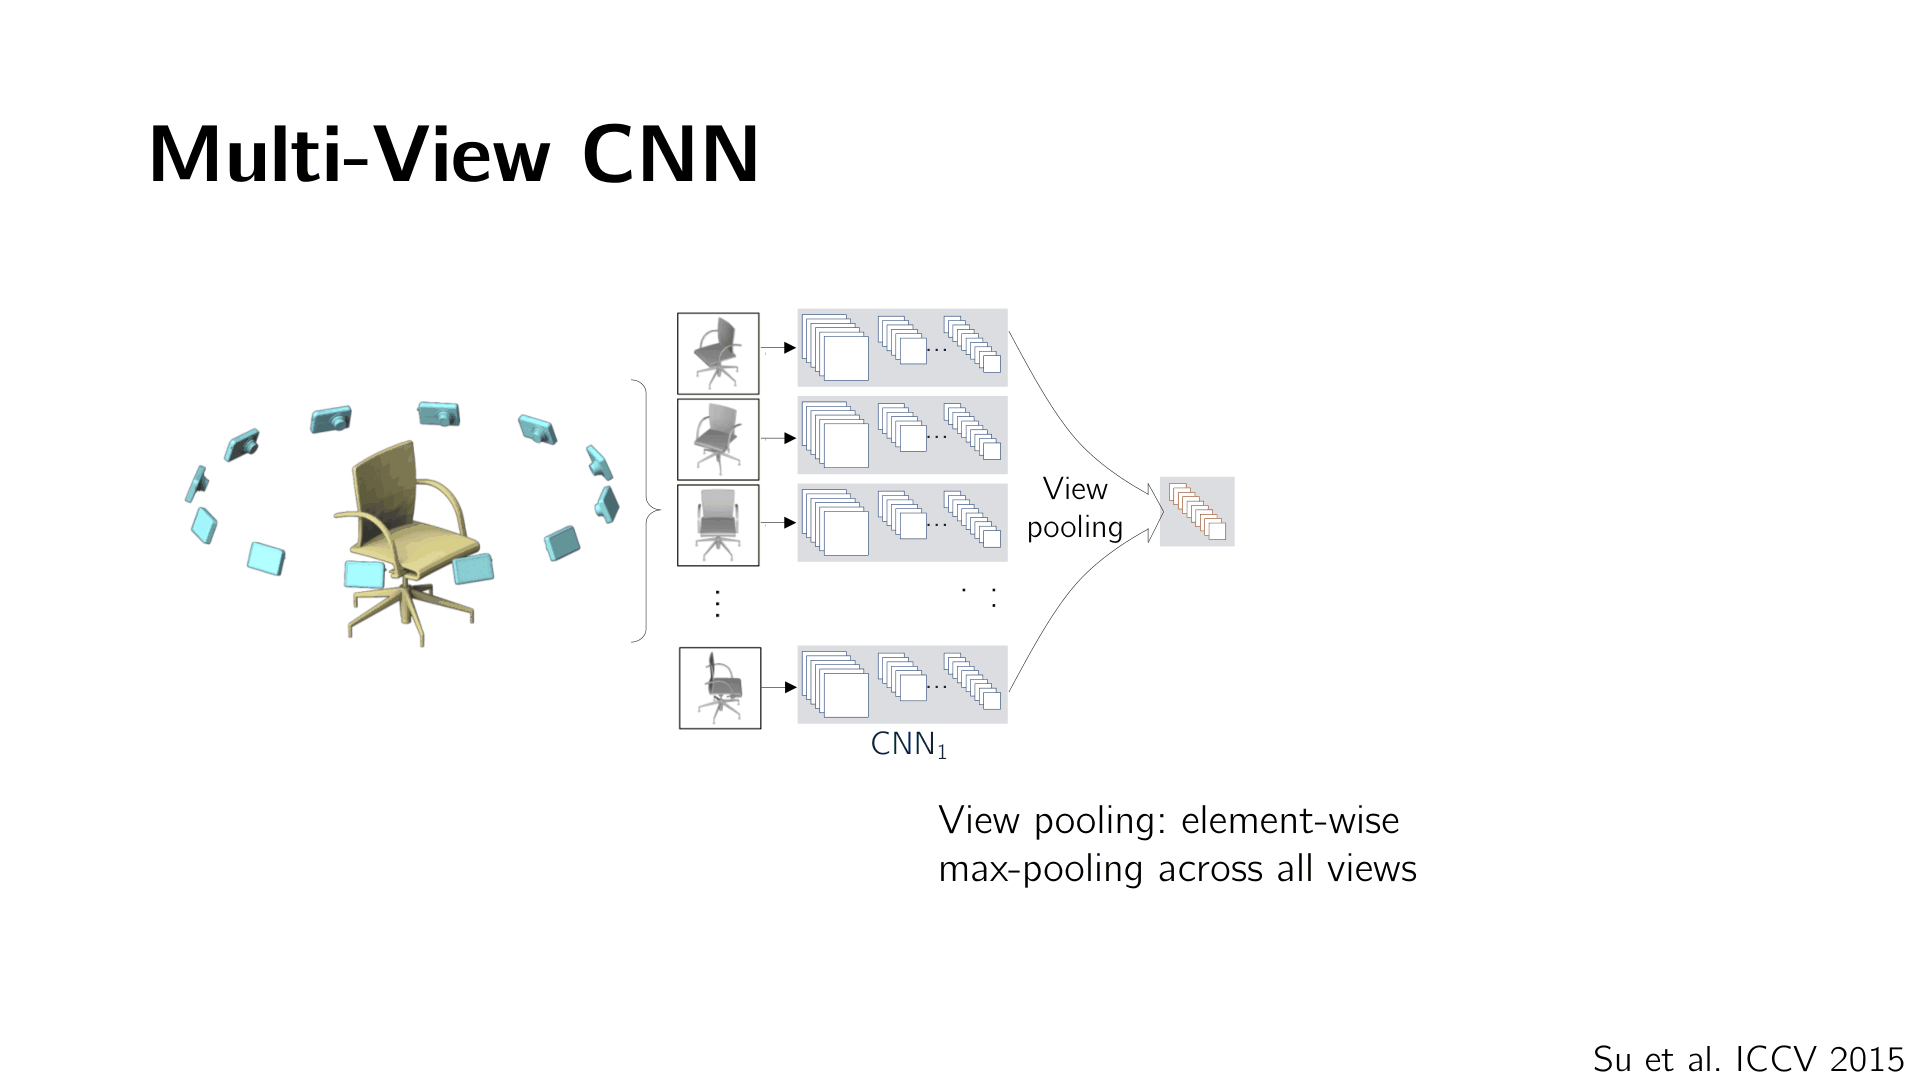 Multi-View CNN
View
pooling
CNN₁
View pooling: element-wise
max-pooling across all views
Su et al. ICCV 2015